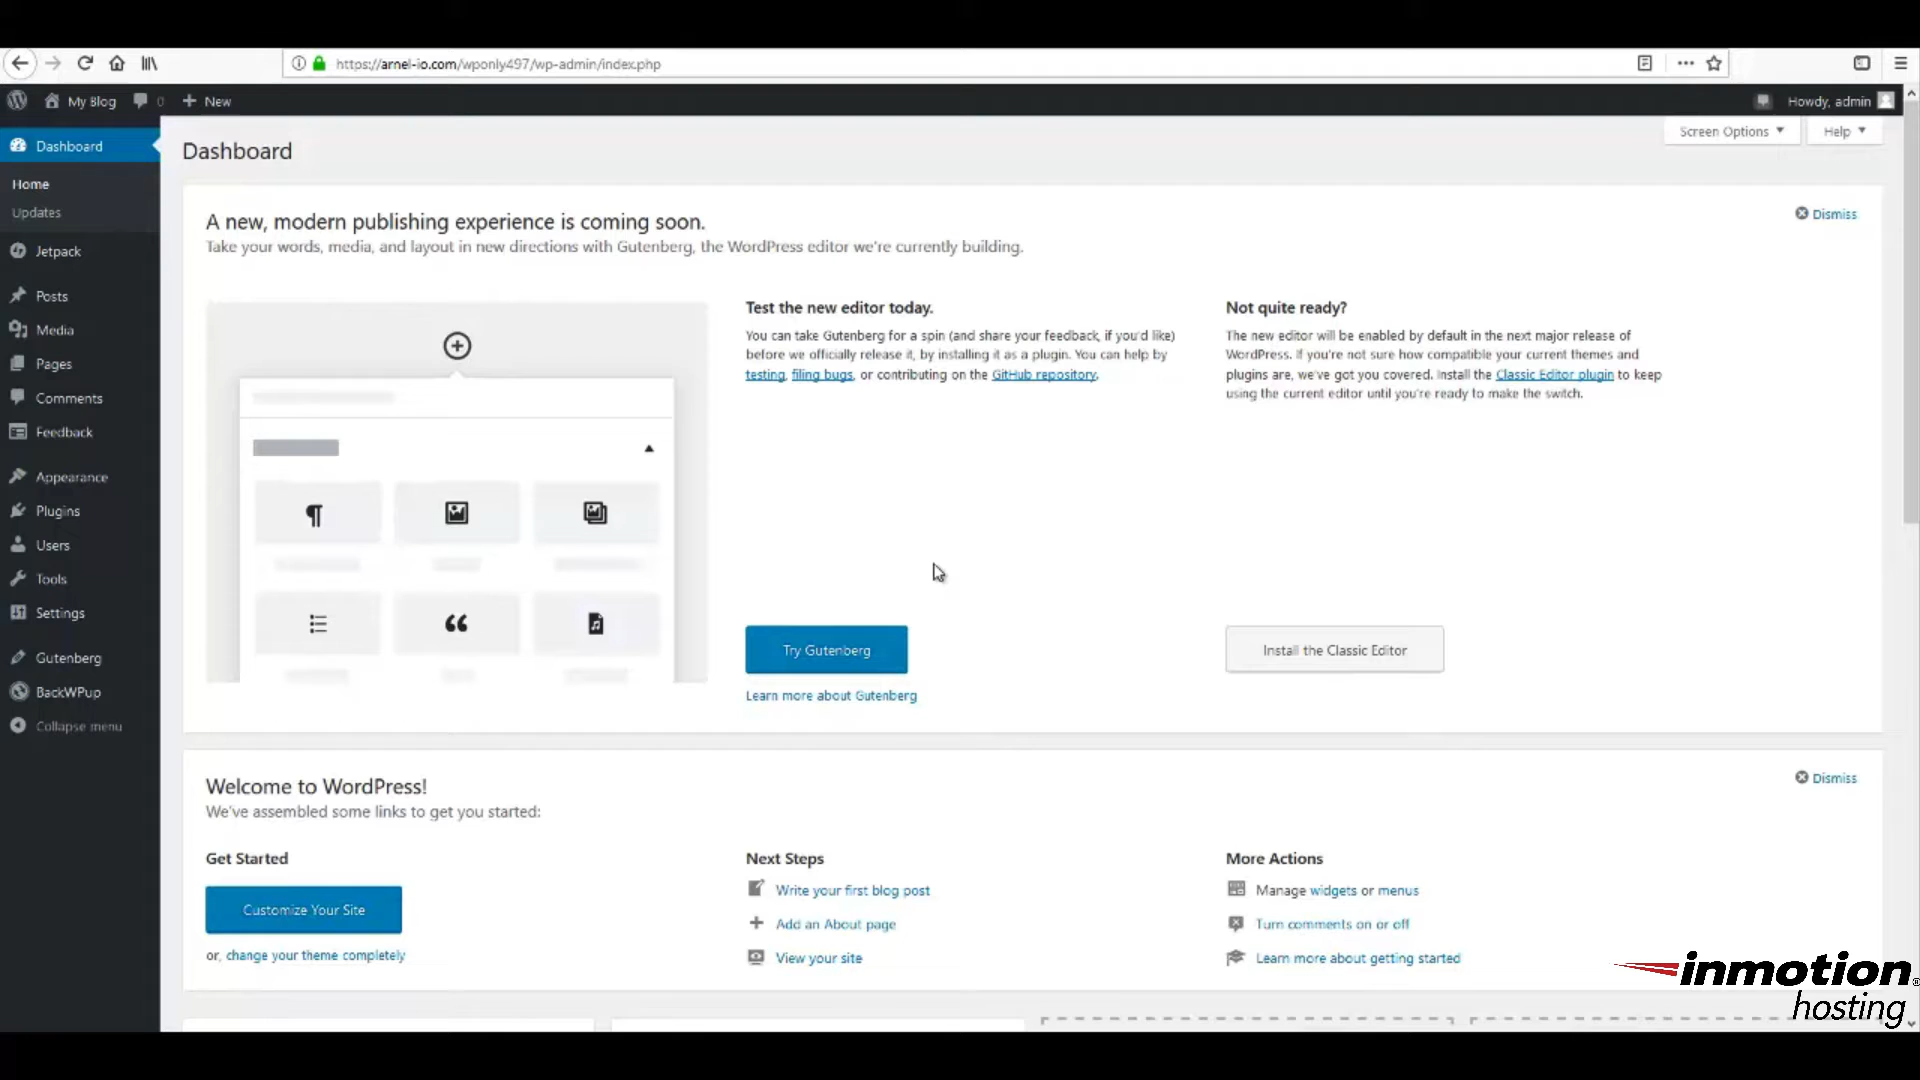 https://arnel-io.com/wponly497/wp-admin/index.php
My Blog 0 New
Howdy, admin
Screen Options Help
Dashboard
Home
Updates
Jetpack
Posts
Media
Pages
Comments
Feedback
Appearance
Plugins
Users
Tools
Settings
Gutenberg
BackWPup
Collapse menu
Dashboard
A new, modern publishing experience is coming soon.
Dismiss
Take your words, media, and layout in new directions with Gutenberg, the WordPress editor we're currently building.
Test the new editor today.
You can take Gutenberg for a spin (and share your feedback, if you'd like)
before we officially release it, by installing it as a plugin. You can help by
testing, filing bugs, or contributing on the GitHub repository.
Try Gutenberg
Learn more about Gutenberg
Not quite ready?
The new editor will be enabled by default in the next major release of
WordPress. If you're not sure how compatible your current themes and
plugins are, we've got you covered. Install the Classic Editor plugin to keep
using the current editor until you're ready to make the switch.
Install the Classic Editor
Welcome to WordPress!
Dismiss
We've assembled some links to get you started:
Get Started
Customize Your Site
or, change your theme completely
Next Steps
Write your first blog post
Add an About page
View your site
More Actions
Manage widgets or menus
Turn comments on or off
Learn more about getting started
inmotion®
hosting